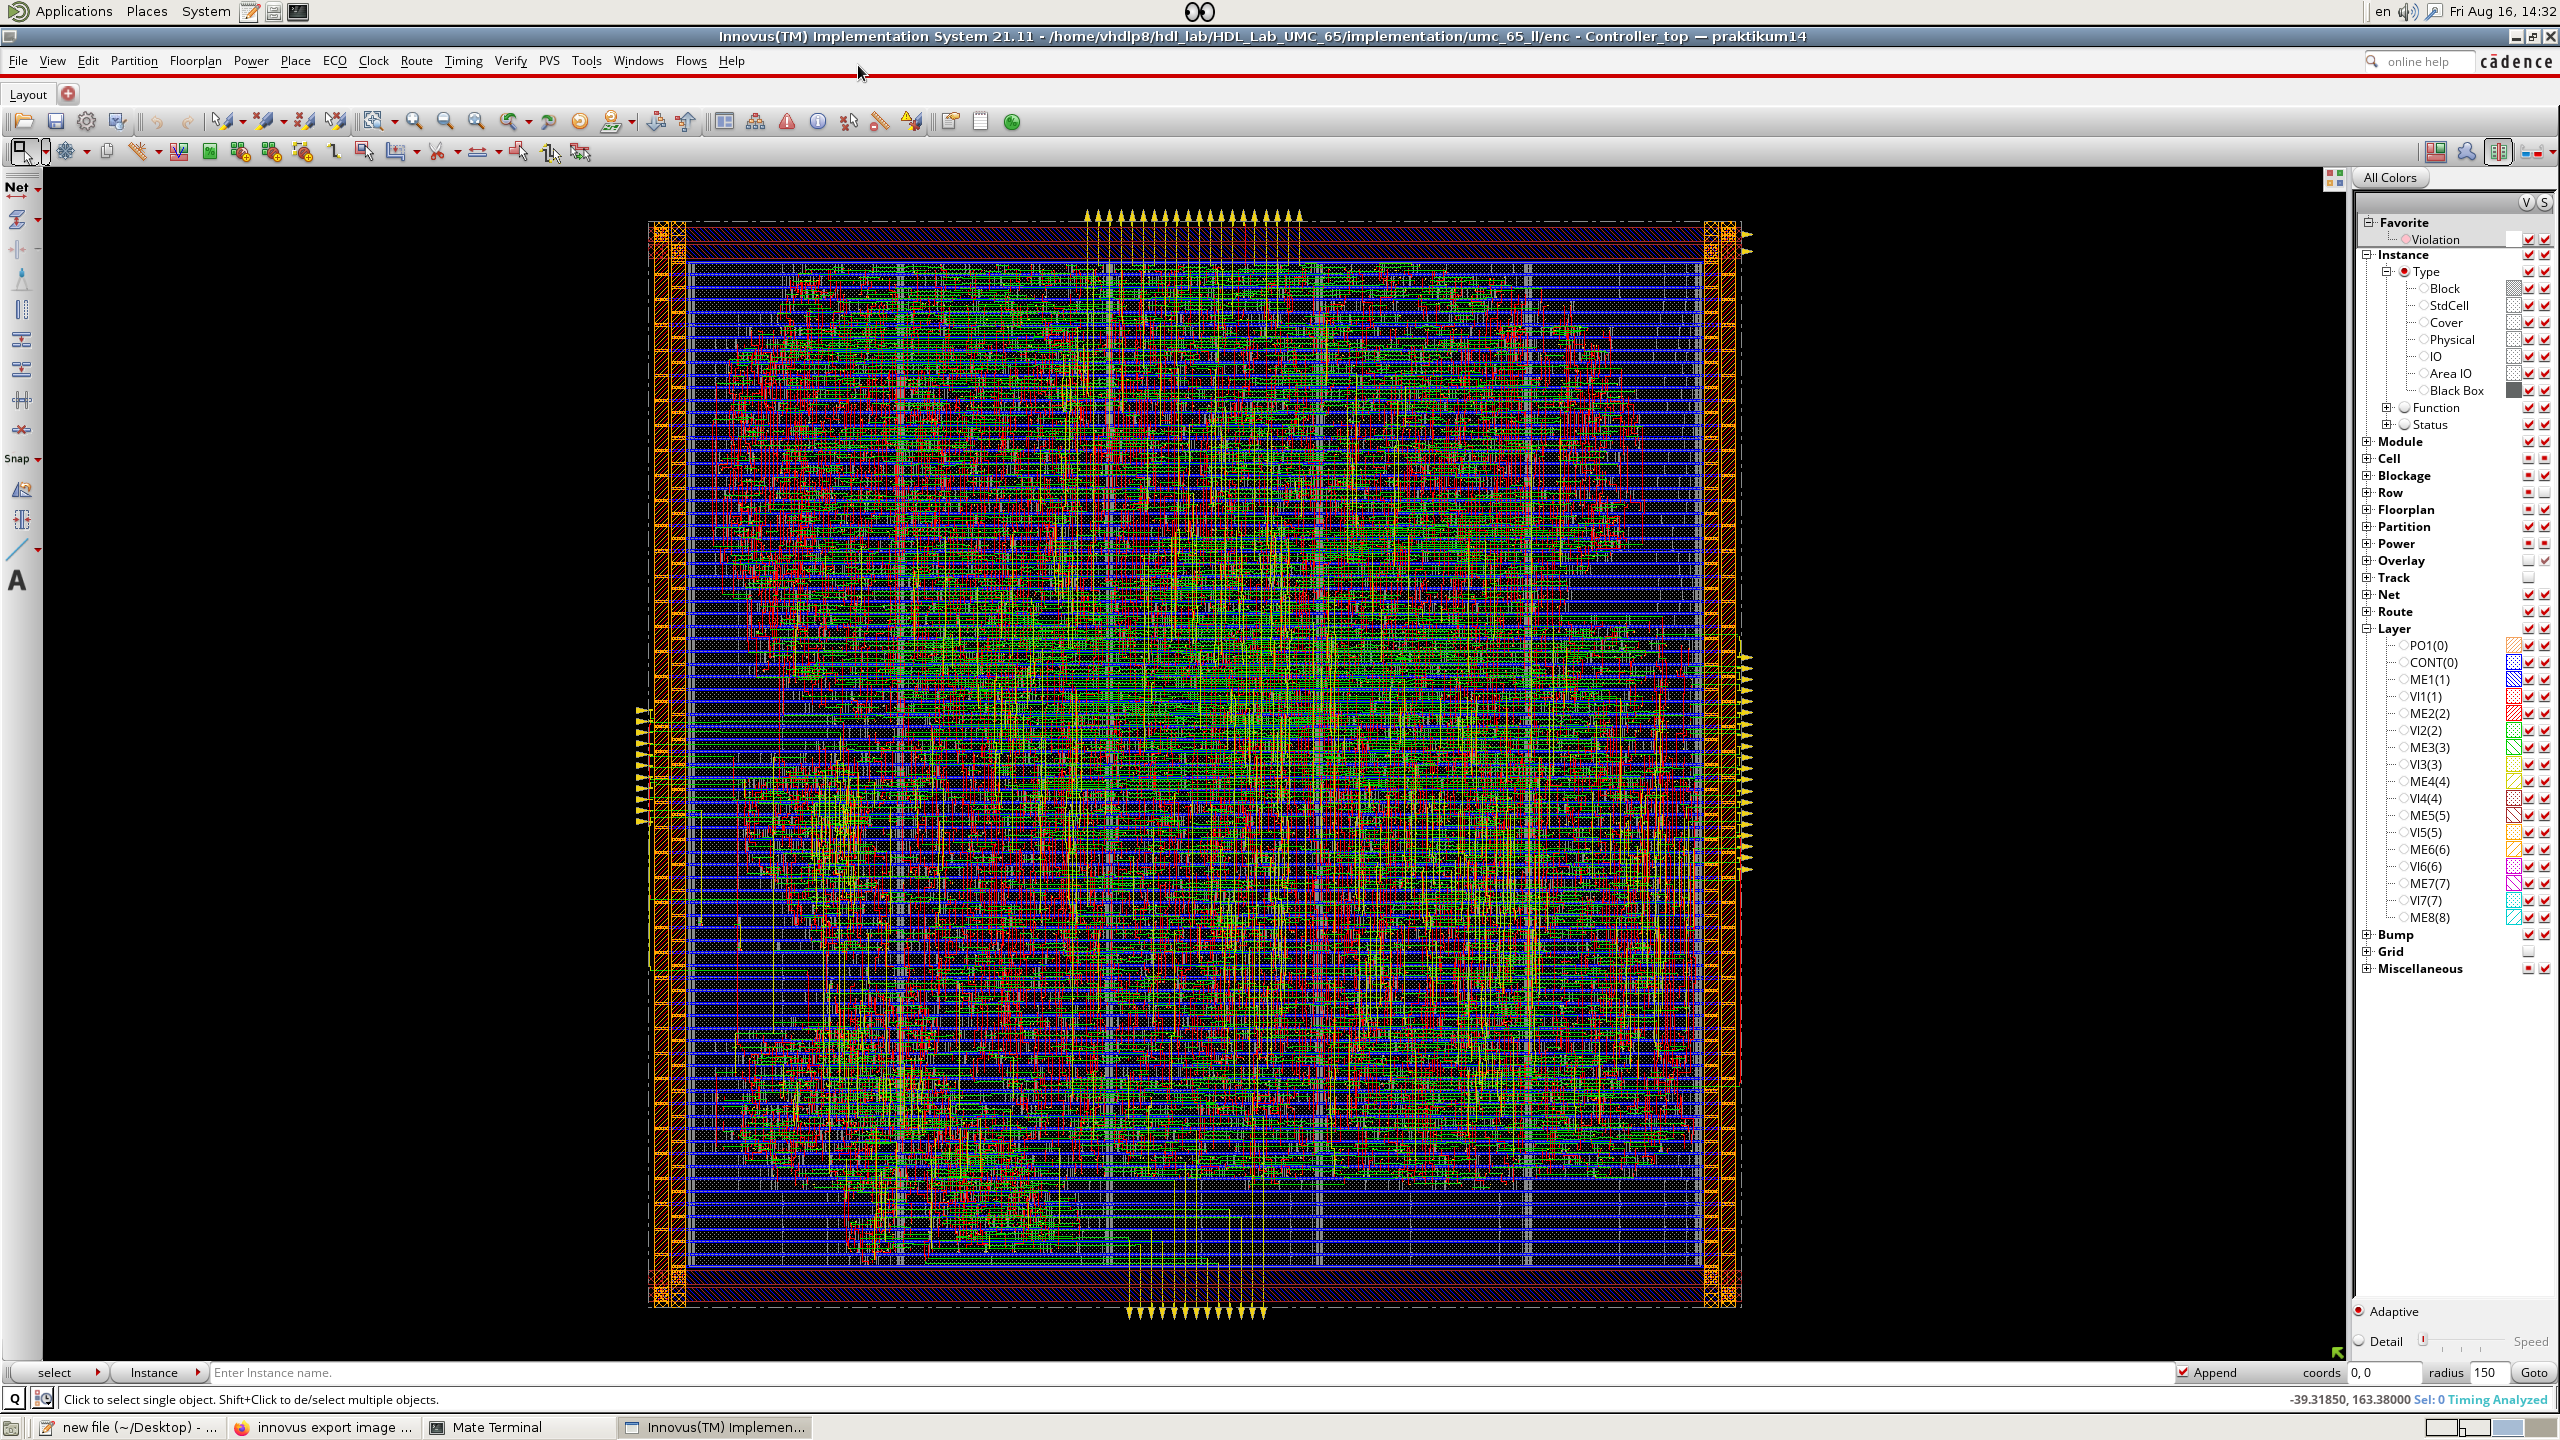 Applications Places System en Fri Aug 16, 14:32
Innovus(TM) Implementation System 21.11 - /home/vhdlp8/hdl_lab/HDL_Lab_UMC_65/implementation/umc_65_ll/enc - Controller_top — praktikum14
File View Edit Partition Floorplan Power Place ECO Clock Route Timing Verify PVS Tools Windows Flows Help online help cādence
Layout
All Colors
Net
V S
Favorite
Violation
Instance
Type
Block
StdCell
Cover
Physical
IO
Area IO
Black Box
Function
Status
Module
Cell
Snap
Blockage
Row
Floorplan
Partition
Power
Overlay
Track
A
Net
Route
Layer
PO1(0)
CONT(0)
ME1(1)
VI1(1)
ME2(2)
VI2(2)
ME3(3)
VI3(3)
ME4(4)
VI4(4)
ME5(5)
VI5(5)
ME6(6)
VI6(6)
ME7(7)
VI7(7)
ME8(8)
Bump
Grid
Miscellaneous
Adaptive
Detail Speed
select Instance Enter Instance name. Append coords 0, 0 radius 150 Goto
Q Click to select single object. Shift+Click to de/select multiple objects. -39.31850, 163.38000 Sel: 0 Timing Analyzed
new file (~/Desktop) - ... innovus export image ... Mate Terminal Innovus(TM) Implemen...